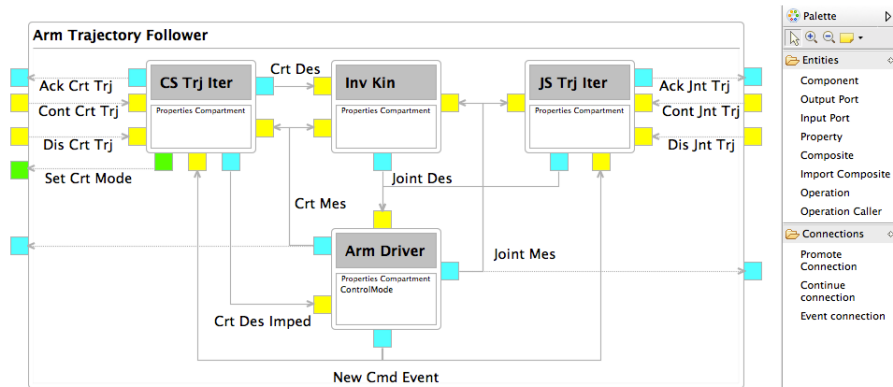 Arm Trajectory Follower
Ack Crt Trj
Cont Crt Trj
Dis Crt Trj
Set Crt Mode
CS Trj Iter
Properties Compartment
Crt Des
Inv Kin
Properties Compartment
JS Trj Iter
Properties Compartment
Ack Jnt Trj
Cont Jnt Trj
Dis Jnt Trj
Joint Des
Crt Mes
Arm Driver
Properties Compartment
ControlMode
Joint Mes
Crt Des Imped
New Cmd Event
Palette
Entities
Component
Output Port
Input Port
Property
Composite
Import Composite
Operation
Operation Caller
Connections
Promote
Connection
Continue
connection
Event connection